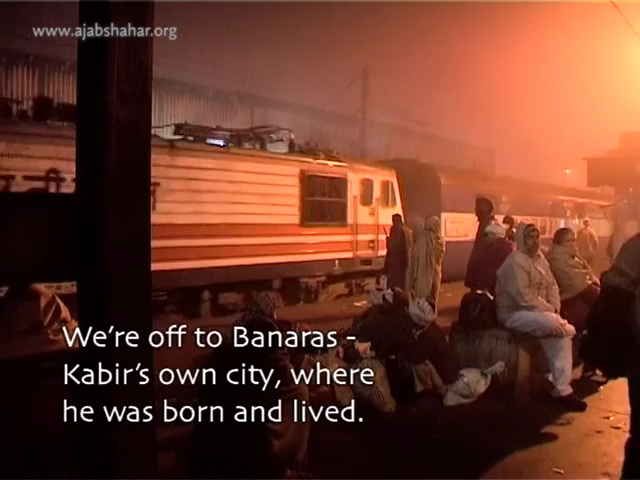 www.ajabshahar.org
We're off to Banaras -
Kabir's own city, where
he was born and lived.